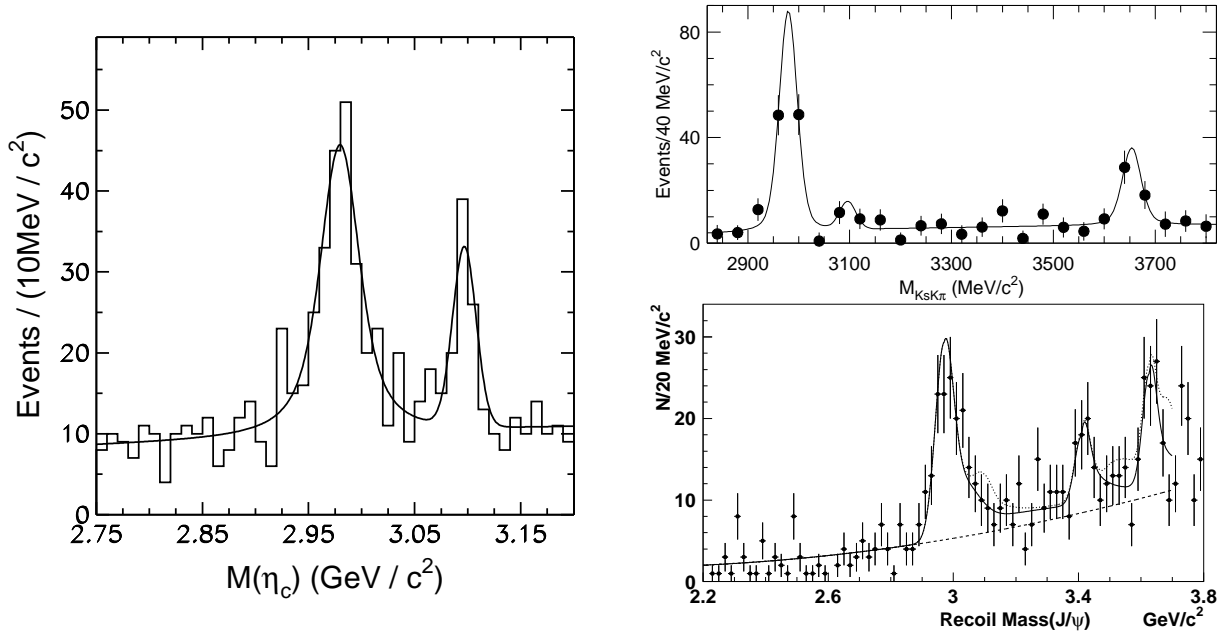 Events / (10MeV / c²)
50
40
30
20
10
0
2.75 2.85 2.95 3.05 3.15
M(η_c) (GeV / c²)
Events/40 MeV/c²
80
40
0
2900 3100 3300 3500 3700
M_KsKπ (MeV/c²)
N/20 MeV/c²
30
20
10
0
2.2 2.6 3 3.4 3.8
Recoil Mass(J/ψ) GeV/c²